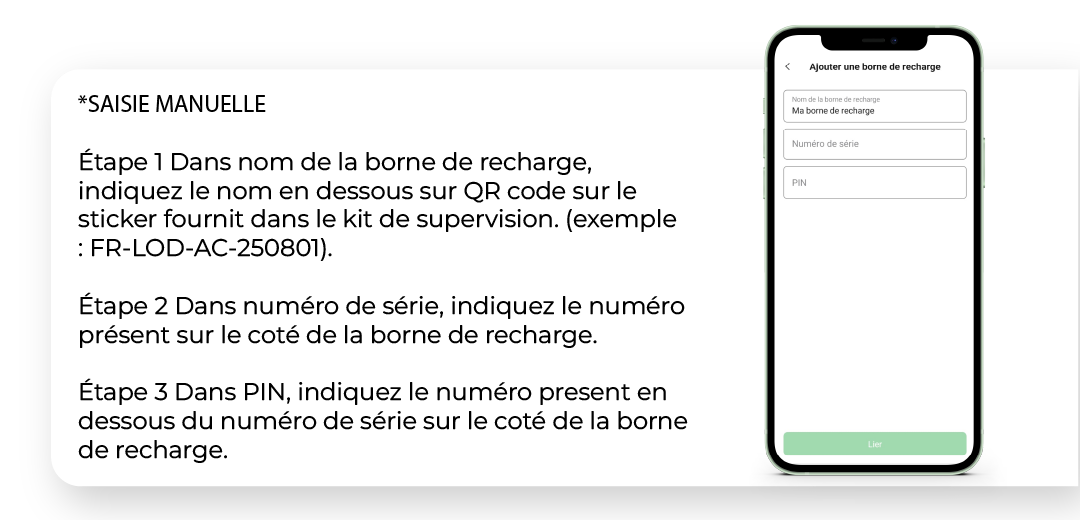 *SAISIE MANUELLE
Étape 1 Dans nom de la borne de recharge,
indiquez le nom en dessous sur QR code sur le
sticker fournit dans le kit de supervision. (exemple
: FR-LOD-AC-250801).
Étape 2 Dans numéro de série, indiquez le numéro
présent sur le coté de la borne de recharge.
Étape 3 Dans PIN, indiquez le numéro present en
dessous du numéro de série sur le coté de la borne
de recharge.
Ajouter une borne de recharge
Nom de la borne de recharge
Ma borne de recharge
Numéro de série
PIN
Lier